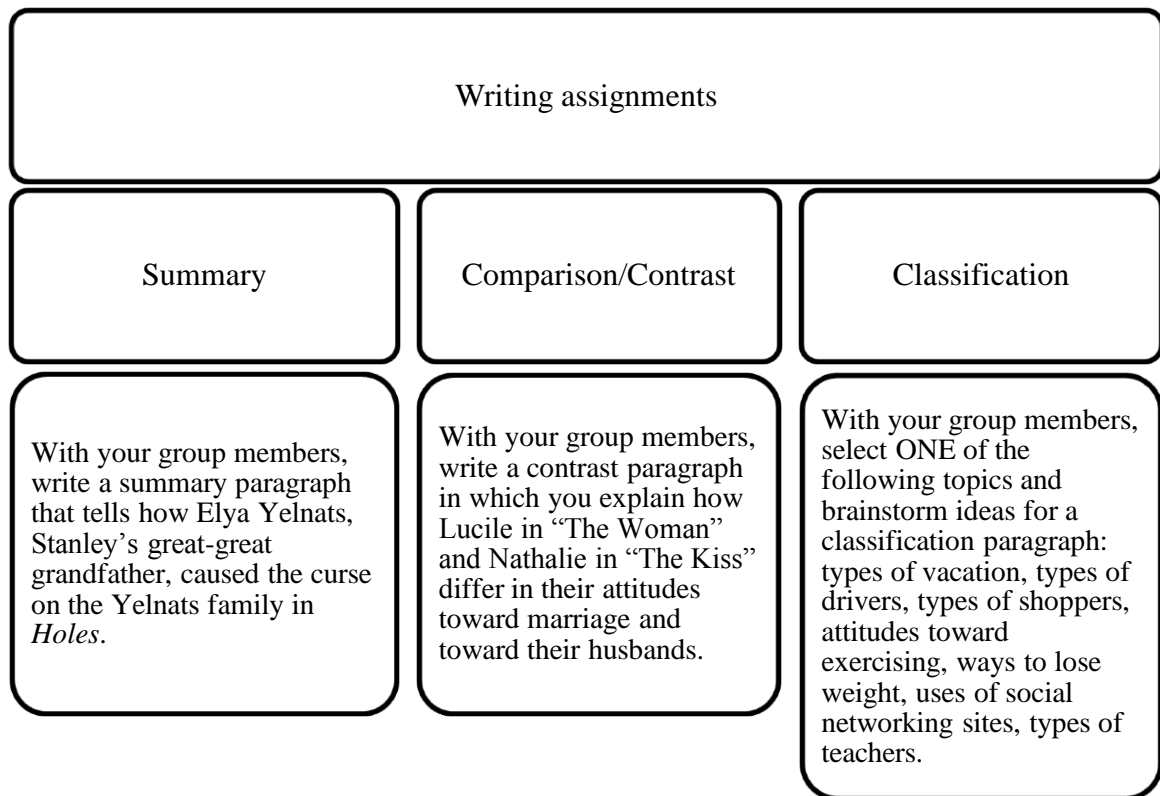 Writing assignments
Summary
Comparison/Contrast
Classification
With your group members,
write a summary paragraph
that tells how Elya Yelnats,
Stanley’s great-great
grandfather, caused the curse
on the Yelnats family in
Holes.
With your group members,
write a contrast paragraph
in which you explain how
Lucile in “The Woman”
and Nathalie in “The Kiss”
differ in their attitudes
toward marriage and
toward their husbands.
With your group members,
select ONE of the
following topics and
brainstorm ideas for a
classification paragraph:
types of vacation, types of
drivers, types of shoppers,
attitudes toward
exercising, ways to lose
weight, uses of social
networking sites, types of
teachers.